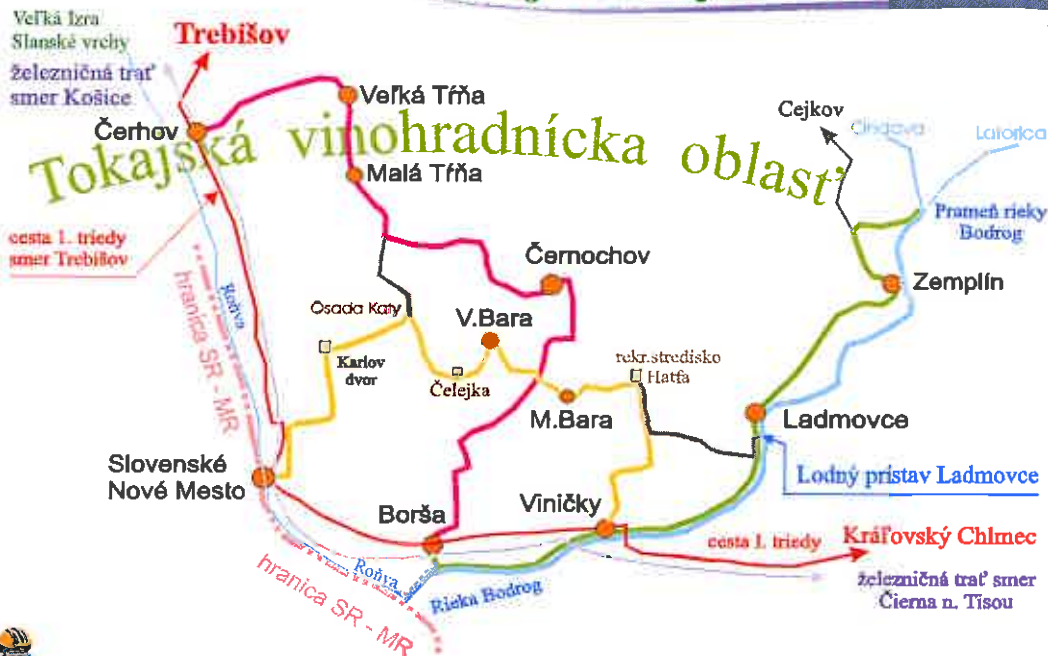 Veľká Izra
Slanské vrchy
Trebišov
železničná trať
smer Košice
Čerhov
Veľká Tŕňa
Cejkov
Latorica
Tokajská vinohradnícka oblasť
Malá Tŕňa
Prameň rieky
Bodrog
cesta 1. triedy
smer Trebišov
Černochov
Zemplín
Roňva
hranica SR - MR
Osada Katy
V.Bara
Karlov
dvor
Čelejka
rekr.stredisko
Hatfa
M.Bara
Ladmovce
Slovenské
Nové Mesto
Lodný prístav Ladmovce
Borša
Viničky
cesta I. triedy
Kráľovský Chlmec
Roňva
hranica SR - MR
Rieka Bodrog
železničná trať smer
Čierna n. Tisou